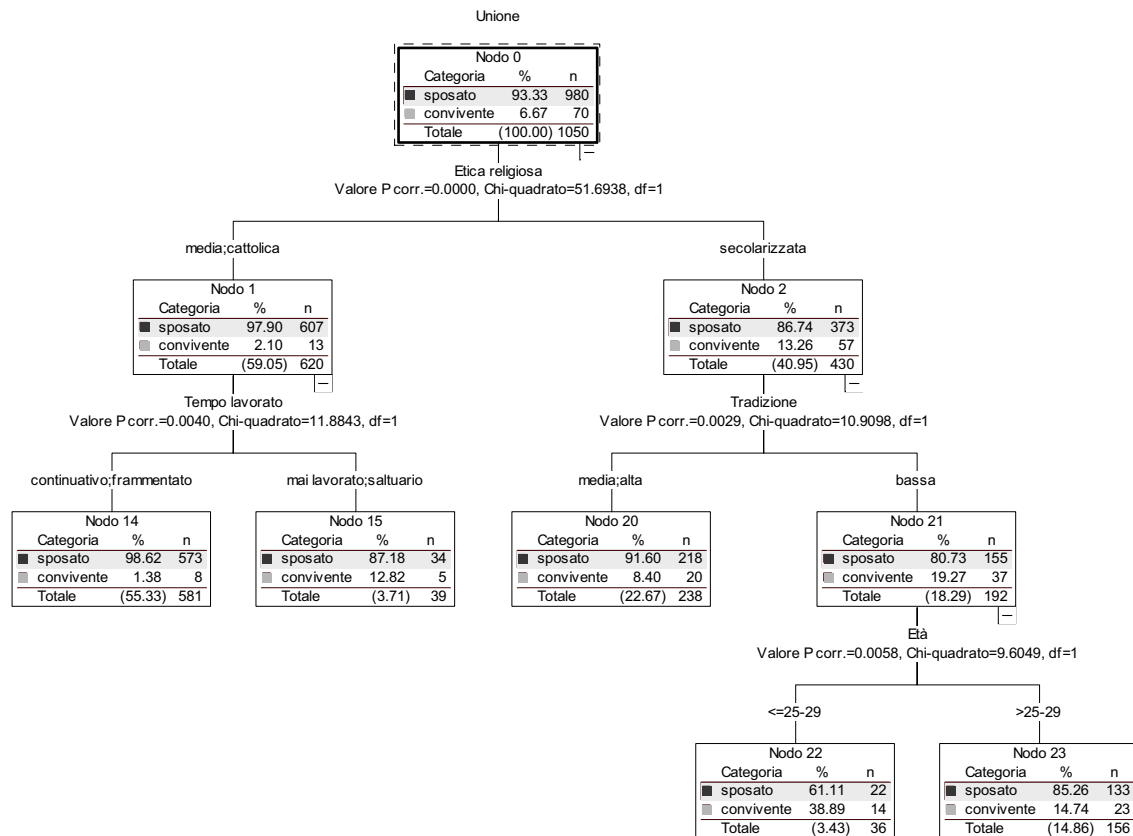 Unione
Nodo 0
Categoria % n
sposato 93.33 980
convivente 6.67 70
Totale (100.00) 1050
Etica religiosa
Valore P corr.=0.0000, Chi-quadrato=51.6938, df=1
media;cattolica
secolarizzata
Nodo 1
Categoria % n
sposato 97.90 607
convivente 2.10 13
Totale (59.05) 620
Nodo 2
Categoria % n
sposato 86.74 373
convivente 13.26 57
Totale (40.95) 430
Tempo lavorato
Valore P corr.=0.0040, Chi-quadrato=11.8843, df=1
Tradizione
Valore P corr.=0.0029, Chi-quadrato=10.9098, df=1
continuativo;frammentato
mai lavorato;saltuario
media;alta
bassa
Nodo 14
Categoria % n
sposato 98.62 573
convivente 1.38 8
Totale (55.33) 581
Nodo 15
Categoria % n
sposato 87.18 34
convivente 12.82 5
Totale (3.71) 39
Nodo 20
Categoria % n
sposato 91.60 218
convivente 8.40 20
Totale (22.67) 238
Nodo 21
Categoria % n
sposato 80.73 155
convivente 19.27 37
Totale (18.29) 192
Età
Valore P corr.=0.0058, Chi-quadrato=9.6049, df=1
<=25-29
>25-29
Nodo 22
Categoria % n
sposato 61.11 22
convivente 38.89 14
Totale (3.43) 36
Nodo 23
Categoria % n
sposato 85.26 133
convivente 14.74 23
Totale (14.86) 156